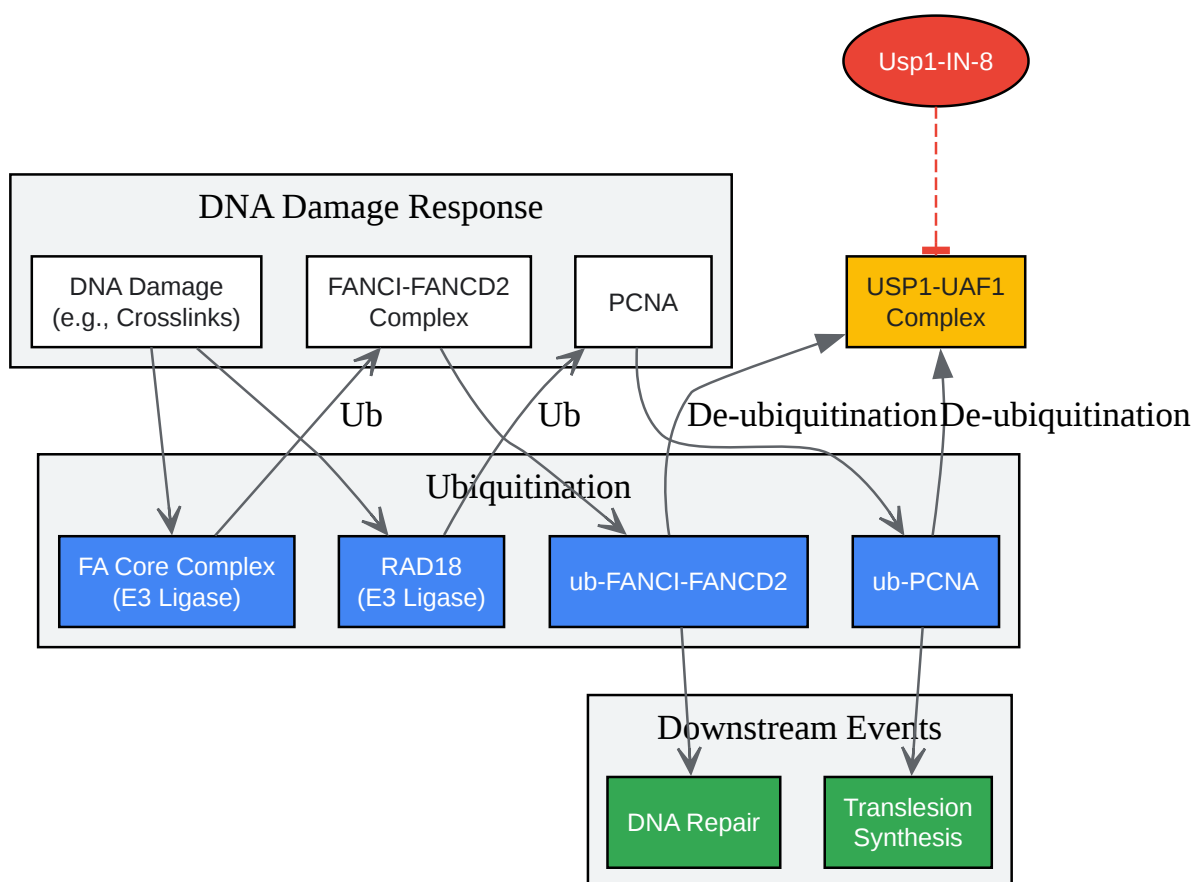 Usp1-IN-8
DNA Damage Response
DNA Damage
(e.g., Crosslinks)
FANCI-FANCD2
Complex
PCNA
USP1-UAF1
Complex
Ub
Ub
De-ubiquitination
De-ubiquitination
Ubiquitination
FA Core Complex
(E3 Ligase)
RAD18
(E3 Ligase)
ub-FANCI-FANCD2
ub-PCNA
Downstream Events
DNA Repair
Translesion
Synthesis